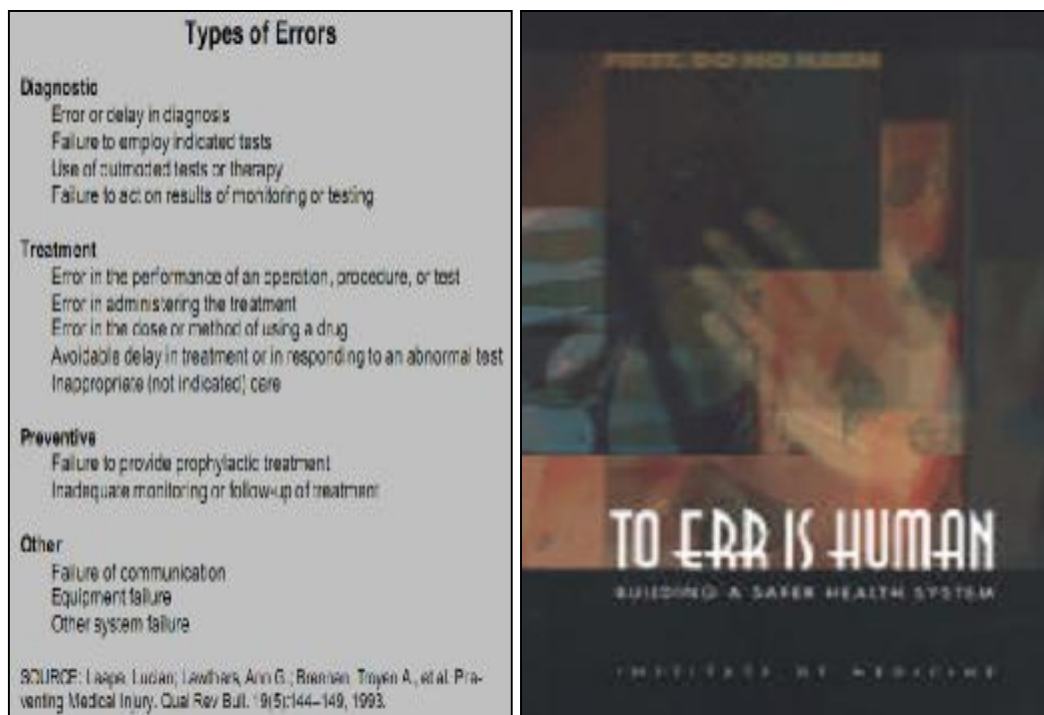 Types of Errors
Diagnostic
Error or delay in diagnosis
Failure to employ indicated tests
Use of outmoded tests or therapy
Failure to act on results of monitoring or testing
Treatment
Error in the performance of an operation, procedure, or test
Error in administering the treatment
Error in the dose or method of using a drug
Avoidable delay in treatment or in responding to an abnormal test
Inappropriate (not indicated) care
Preventive
Failure to provide prophylactic treatment
Inadequate monitoring or follow-up of treatment
Other
Failure of communication
Equipment failure
Other system failure
SOURCE: Leape, Lucian; Lawthers, Ann G.; Brennan, Troyen A., et al. Pre-
venting Medical Injury. Qual Rev Bull. 19(5):144–149, 1993.
FIRST, DO NO HARM
TO ERR IS HUMAN
BUILDING A SAFER HEALTH SYSTEM
INSTITUTE OF MEDICINE